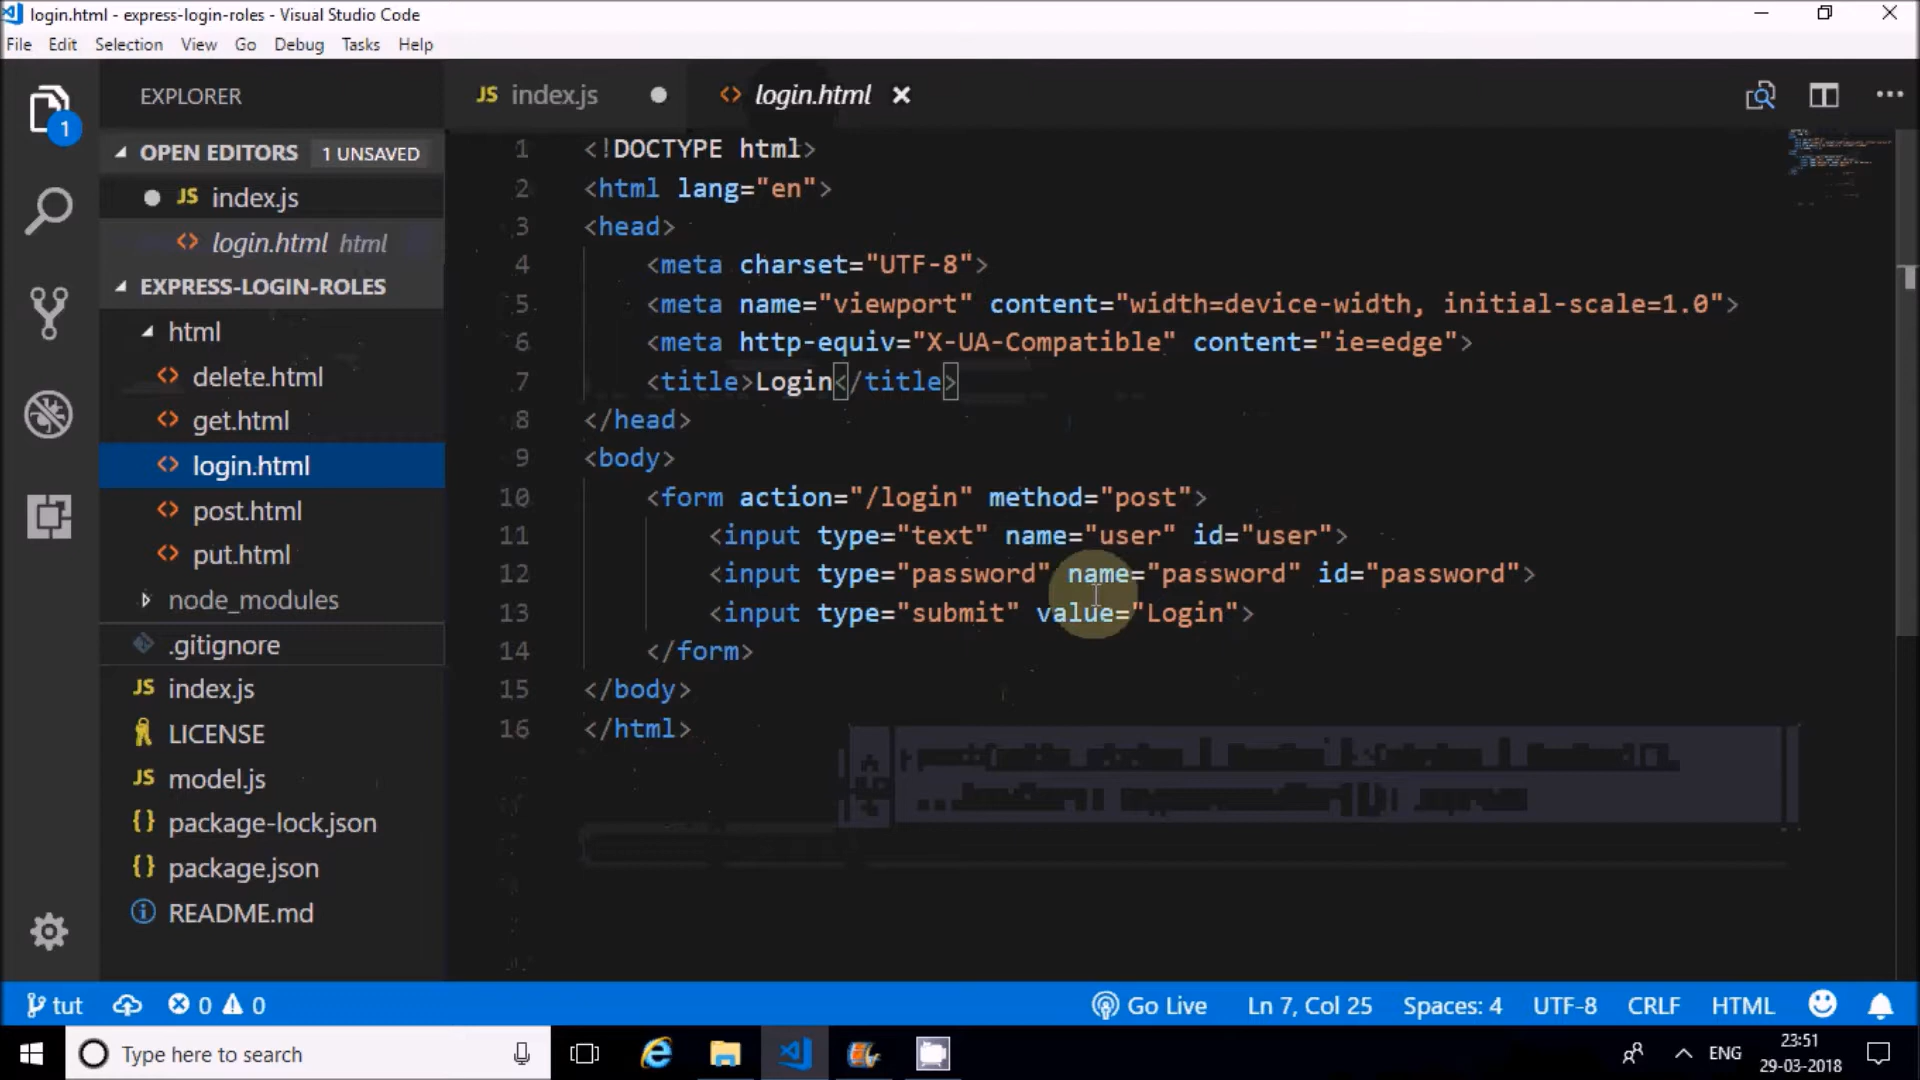 login.html - express-login-roles - Visual Studio Code
File Edit Selection View Go Debug Tasks Help
EXPLORER
JS index.js
<> login.html
1
OPEN EDITORS 1 UNSAVED
JS index.js
<> login.html html
EXPRESS-LOGIN-ROLES
html
<> delete.html
<> get.html
<> login.html
<> post.html
<> put.html
node_modules
.gitignore
JS index.js
LICENSE
JS model.js
{} package-lock.json
{} package.json
README.md
1 <!DOCTYPE html>
2 <html lang="en">
3 <head>
4 <meta charset="UTF-8">
5 <meta name="viewport" content="width=device-width, initial-scale=1.0">
6 <meta http-equiv="X-UA-Compatible" content="ie=edge">
7 <title>Login</title>
8 </head>
9 <body>
10 <form action="/login" method="post">
11 <input type="text" name="user" id="user">
12 <input type="password" name="password" id="password">
13 <input type="submit" value="Login">
14 </form>
15 </body>
16 </html>
tut 0 0 Go Live Ln 7, Col 25 Spaces: 4 UTF-8 CRLF HTML
Type here to search
ENG
23:51
29-03-2018